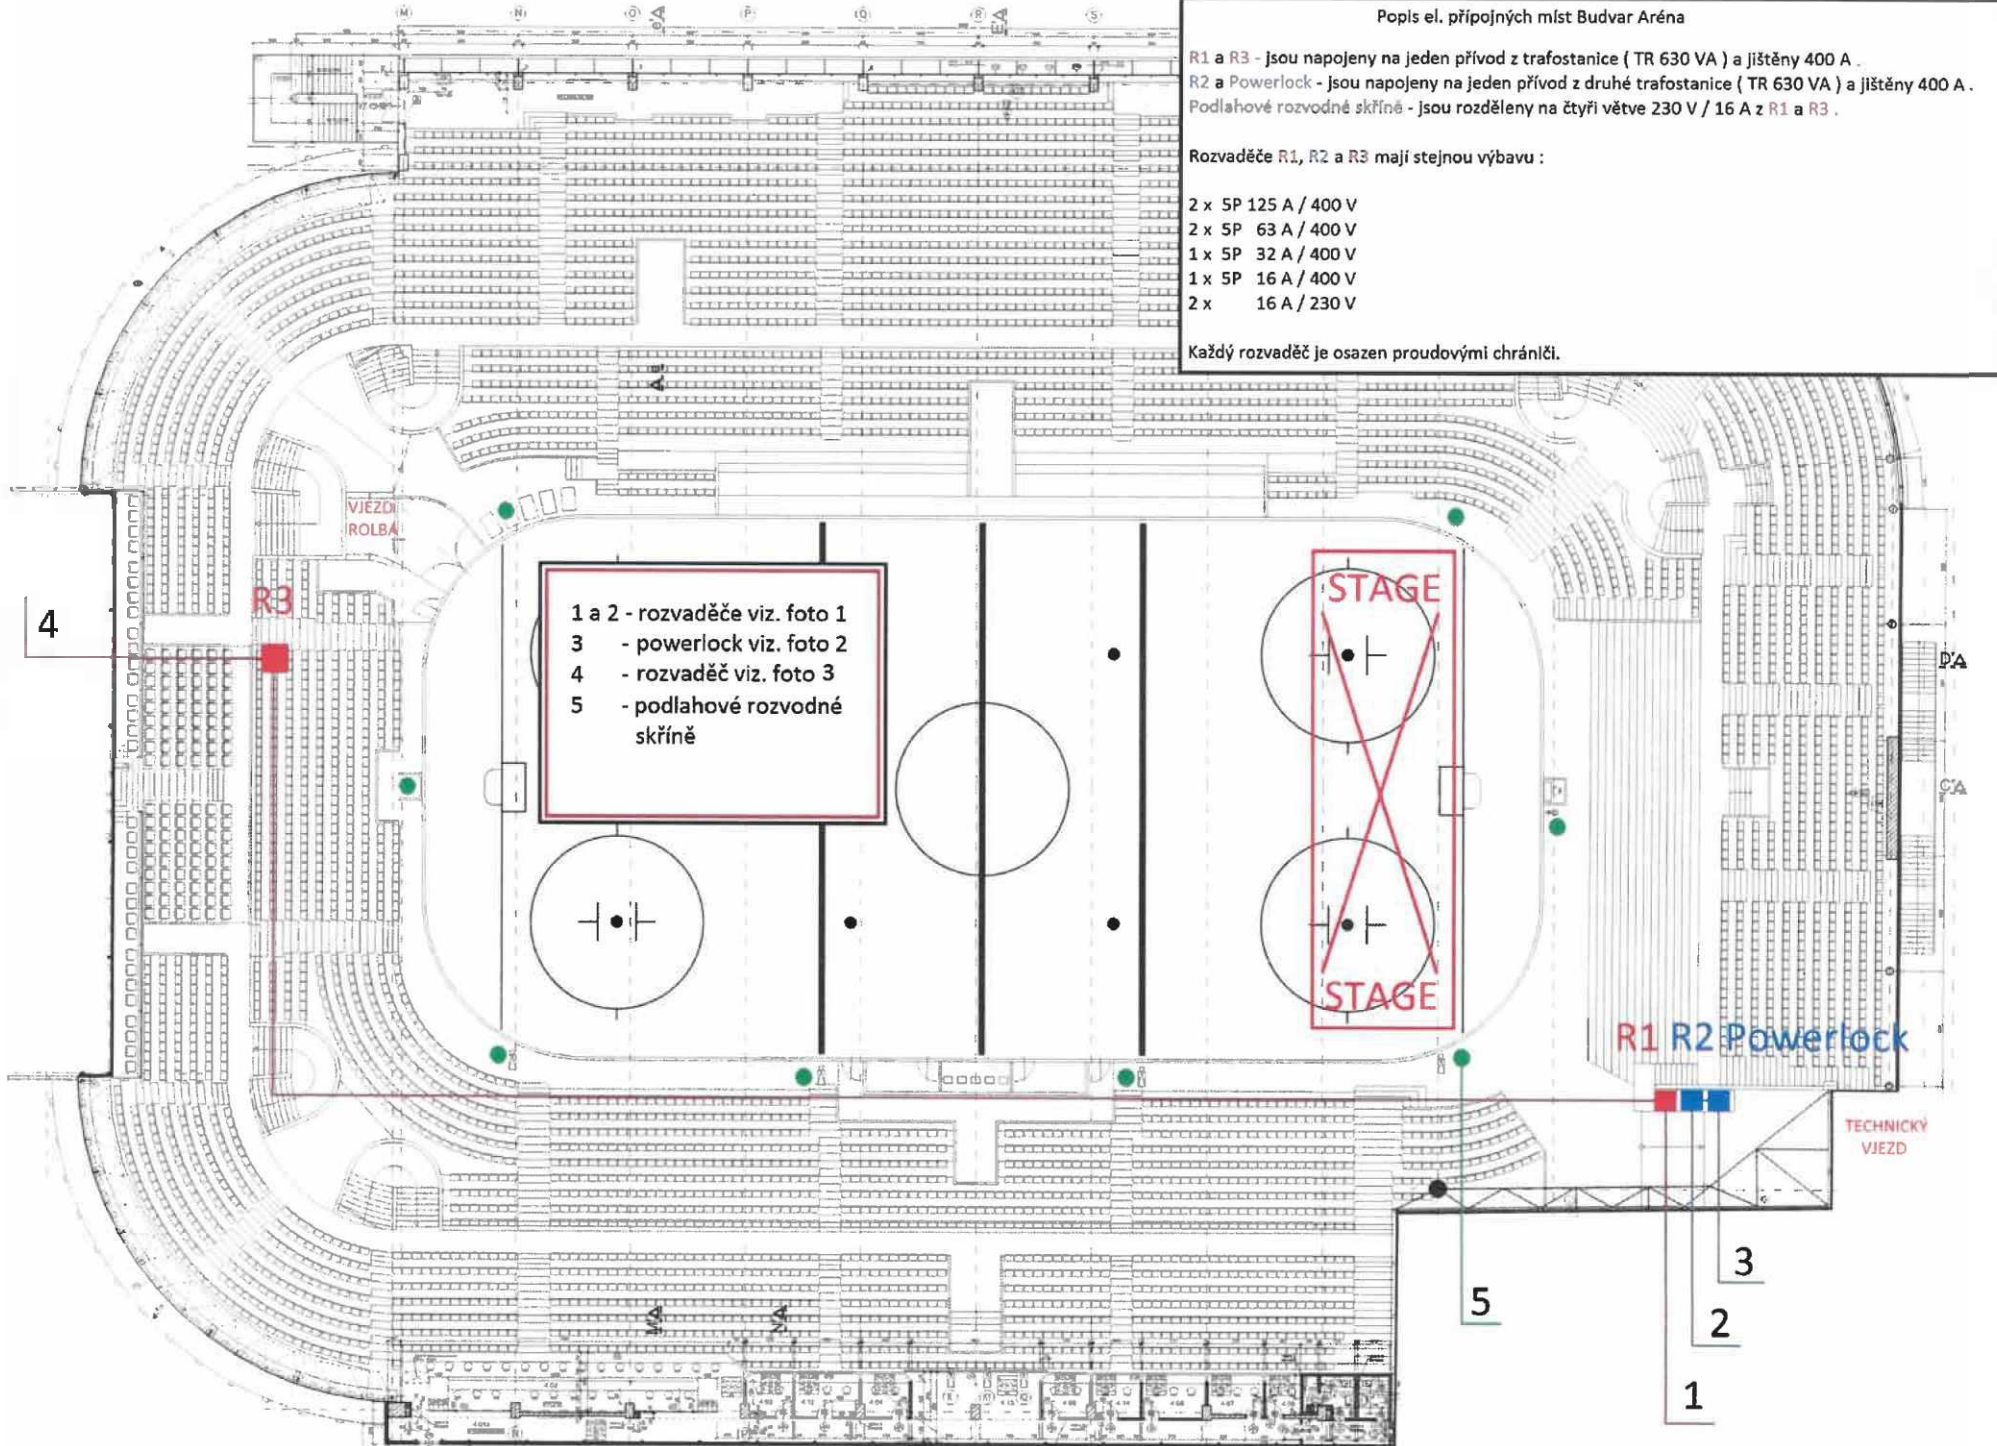 M N O P Q R S
Popis el. přípojných míst Budvar Aréna
R1 a R3 - jsou napojeny na jeden přívod z trafostanice ( TR 630 VA ) a jištěny 400 A .
R2 a Powerlock - jsou napojeny na jeden přívod z druhé trafostanice ( TR 630 VA ) a jištěny 400 A .
Podlahové rozvodné skříně - jsou rozděleny na čtyři větve 230 V / 16 A z R1 a R3 .
Rozvaděče R1, R2 a R3 mají stejnou výbavu :
2 x 5P 125 A / 400 V
2 x 5P 63 A / 400 V
1 x 5P 32 A / 400 V
1 x 5P 16 A / 400 V
2 x 16 A / 230 V
Každý rozvaděč je osazen proudovými chrániči.
VJEZD
ROLBA
R3
4
1 a 2 - rozvaděče viz. foto 1
3 - powerlock viz. foto 2
4 - rozvaděč viz. foto 3
5 - podlahové rozvodné
skříně
STAGE
STAGE
R1 R2 Powerlock
TECHNICKÝ
VJEZD
5
3
2
1